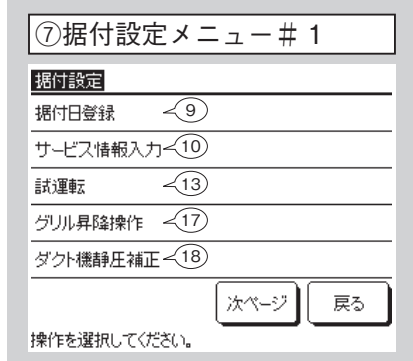 ⑦据付設定メニュー＃１
据付設定
据付日登録 ⑨
サービス情報入力 ⑩
試運転 ⑬
グリル昇降操作 ⑰
ダクト機静圧補正 ⑱
次ページ 戻る
操作を選択してください。